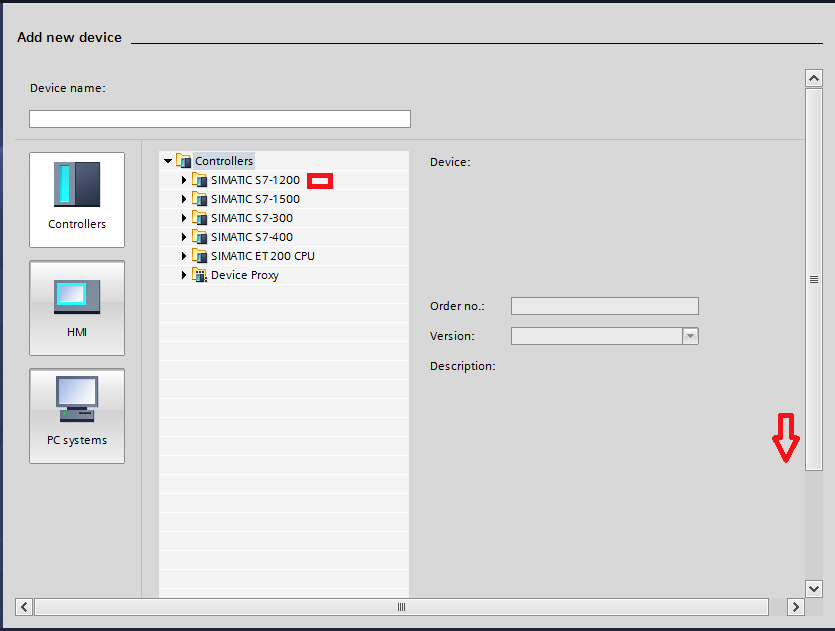 Add new device
Device name:
Controllers
HMI
PC systems
Controllers
SIMATIC S7-1200
SIMATIC S7-1500
SIMATIC S7-300
SIMATIC S7-400
SIMATIC ET 200 CPU
Device Proxy
Device:
Order no.:
Version:
Description: